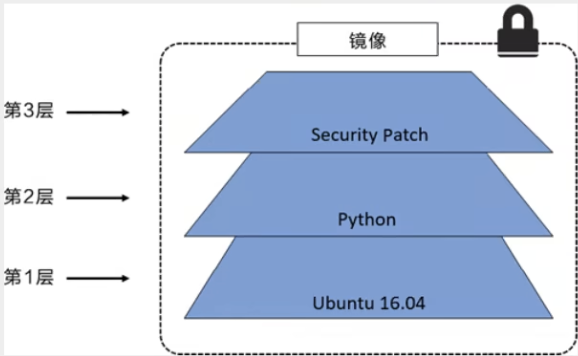 镜像
第3层
Security Patch
第2层
Python
第1层
Ubuntu 16.04